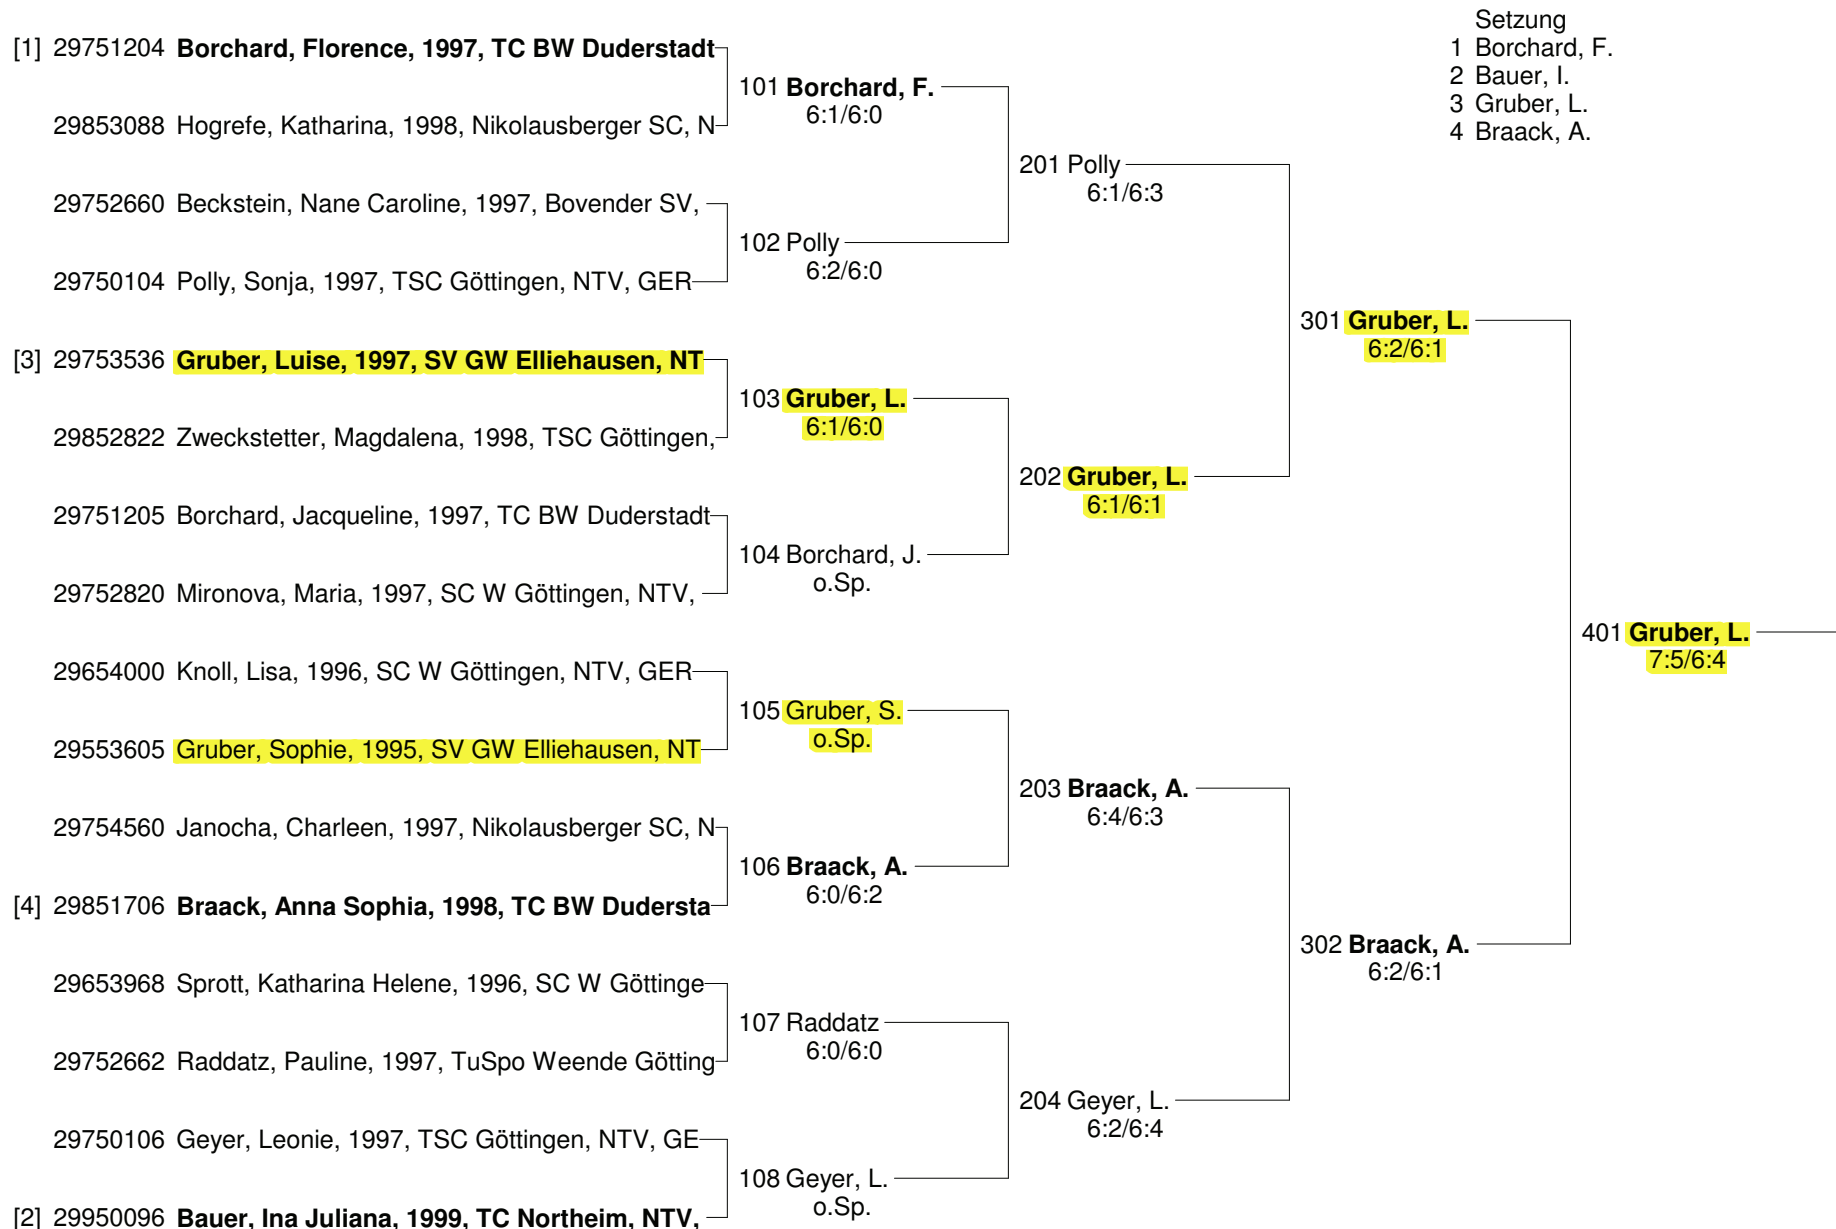 Setzung
1 Borchard, F.
2 Bauer, I.
3 Gruber, L.
4 Braack, A.
[1] 29751204 Borchard, Florence, 1997, TC BW Duderstadt
101 Borchard, F.
6:1/6:0
29853088 Hogrefe, Katharina, 1998, Nikolausberger SC, N
201 Polly
6:1/6:3
29752660 Beckstein, Nane Caroline, 1997, Bovender SV,
102 Polly
6:2/6:0
29750104 Polly, Sonja, 1997, TSC Göttingen, NTV, GER
301 Gruber, L.
6:2/6:1
[3] 29753536 Gruber, Luise, 1997, SV GW Elliehausen, NT
103 Gruber, L.
6:1/6:0
29852822 Zweckstetter, Magdalena, 1998, TSC Göttingen,
202 Gruber, L.
6:1/6:1
29751205 Borchard, Jacqueline, 1997, TC BW Duderstadt
104 Borchard, J.
o.Sp.
29752820 Mironova, Maria, 1997, SC W Göttingen, NTV,
401 Gruber, L.
7:5/6:4
29654000 Knoll, Lisa, 1996, SC W Göttingen, NTV, GER
105 Gruber, S.
o.Sp.
29553605 Gruber, Sophie, 1995, SV GW Elliehausen, NT
203 Braack, A.
6:4/6:3
29754560 Janocha, Charleen, 1997, Nikolausberger SC, N
106 Braack, A.
6:0/6:2
[4] 29851706 Braack, Anna Sophia, 1998, TC BW Dudersta
302 Braack, A.
6:2/6:1
29653968 Sprott, Katharina Helene, 1996, SC W Göttinge
107 Raddatz
6:0/6:0
29752662 Raddatz, Pauline, 1997, TuSpo Weende Götting
204 Geyer, L.
6:2/6:4
29750106 Geyer, Leonie, 1997, TSC Göttingen, NTV, GE
108 Geyer, L.
o.Sp.
[2] 29950096 Bauer, Ina Juliana, 1999, TC Northeim, NTV,